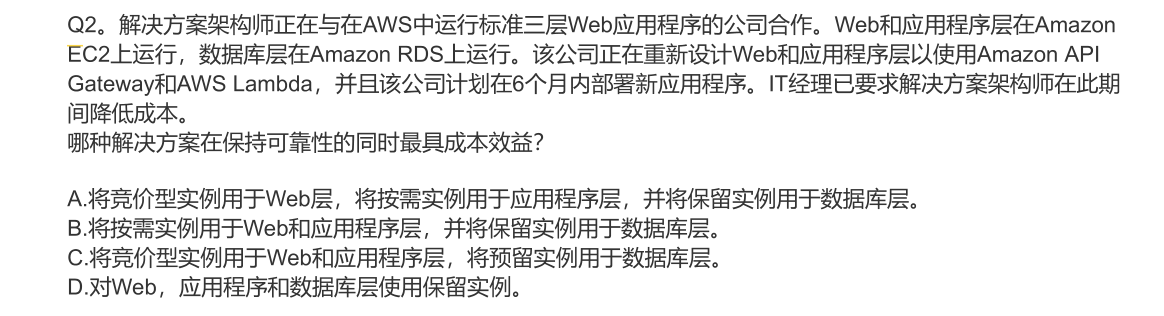 Q2。解决方案架构师正在与在AWS中运行标准三层Web应用程序的公司合作。Web和应用程序层在Amazon
EC2上运行，数据库层在Amazon RDS上运行。该公司正在重新设计Web和应用程序层以使用Amazon API
Gateway和AWS Lambda，并且该公司计划在6个月内部署新应用程序。IT经理已要求解决方案架构师在此期
间降低成本。
哪种解决方案在保持可靠性的同时最具成本效益？
A.将竞价型实例用于Web层，将按需实例用于应用程序层，并将保留实例用于数据库层。
B.将按需实例用于Web和应用程序层，并将保留实例用于数据库层。
C.将竞价型实例用于Web和应用程序层，将预留实例用于数据库层。
D.对Web，应用程序和数据库层使用保留实例。